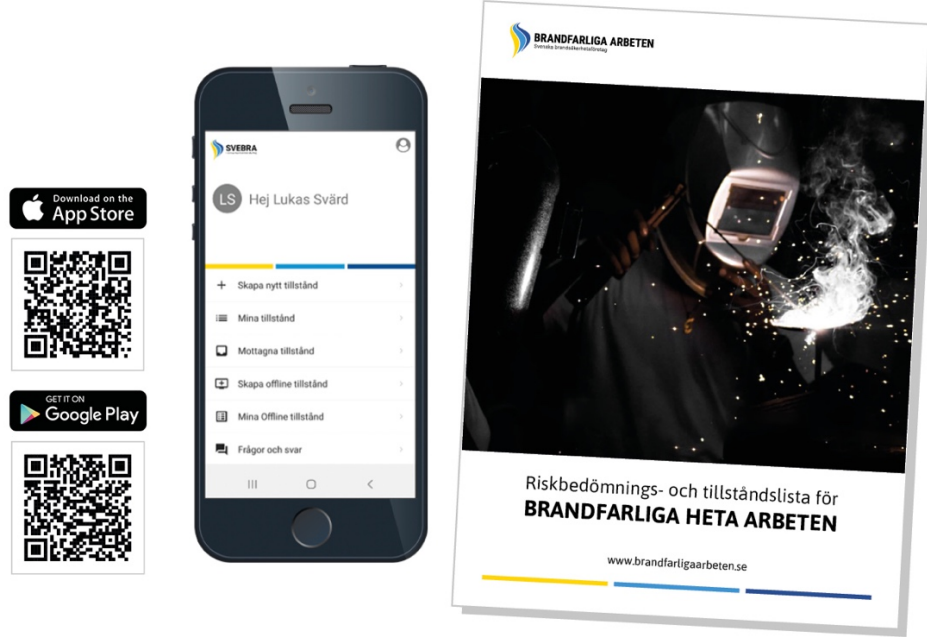 Download on the
App Store
GET IT ON
Google Play
SVEBRA
LS
Hej Lukas Svärd
Skapa nytt tillstånd
Mina tillstånd
Mottagna tillstånd
Skapa offline tillstånd
Mina Offline tillstånd
Frågor och svar
BRANDFARLIGA ARBETEN
Svenska brandsäkerhetsföretag
Riskbedömnings- och tillståndslista för
BRANDFARLIGA HETA ARBETEN
www.brandfarligaarbeten.se